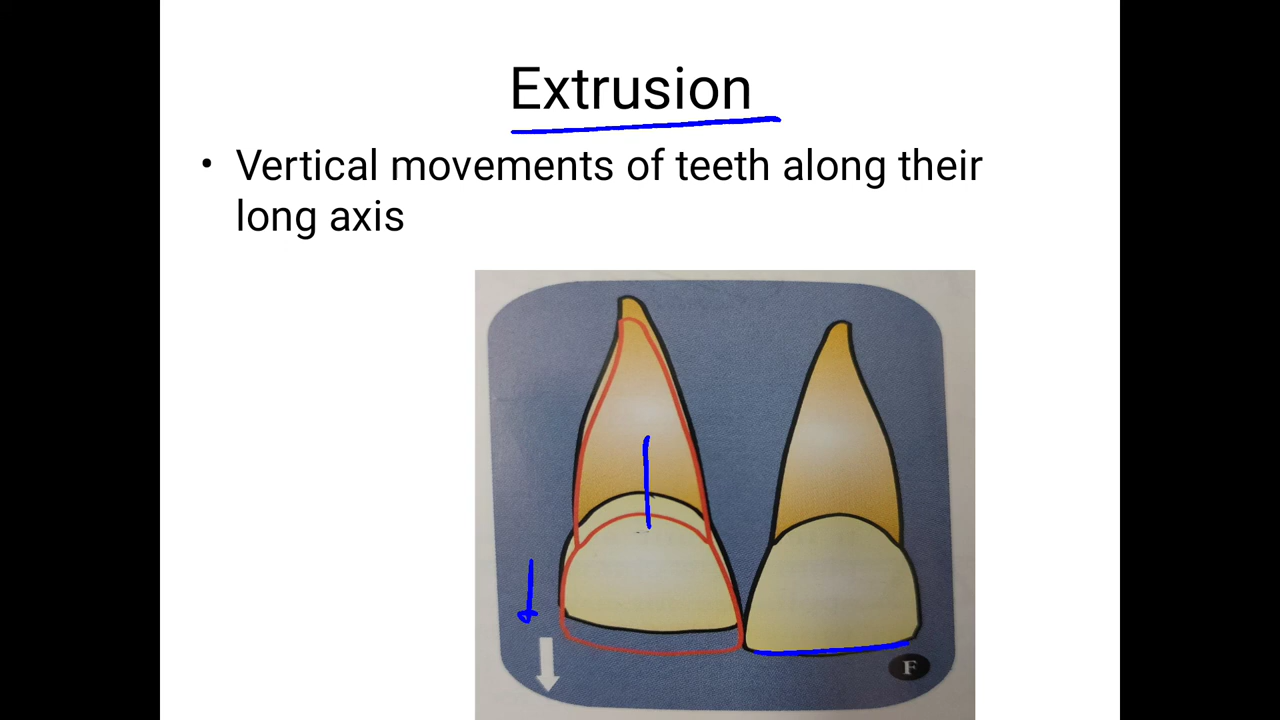 Extrusion
• Vertical movements of teeth along their
long axis
F